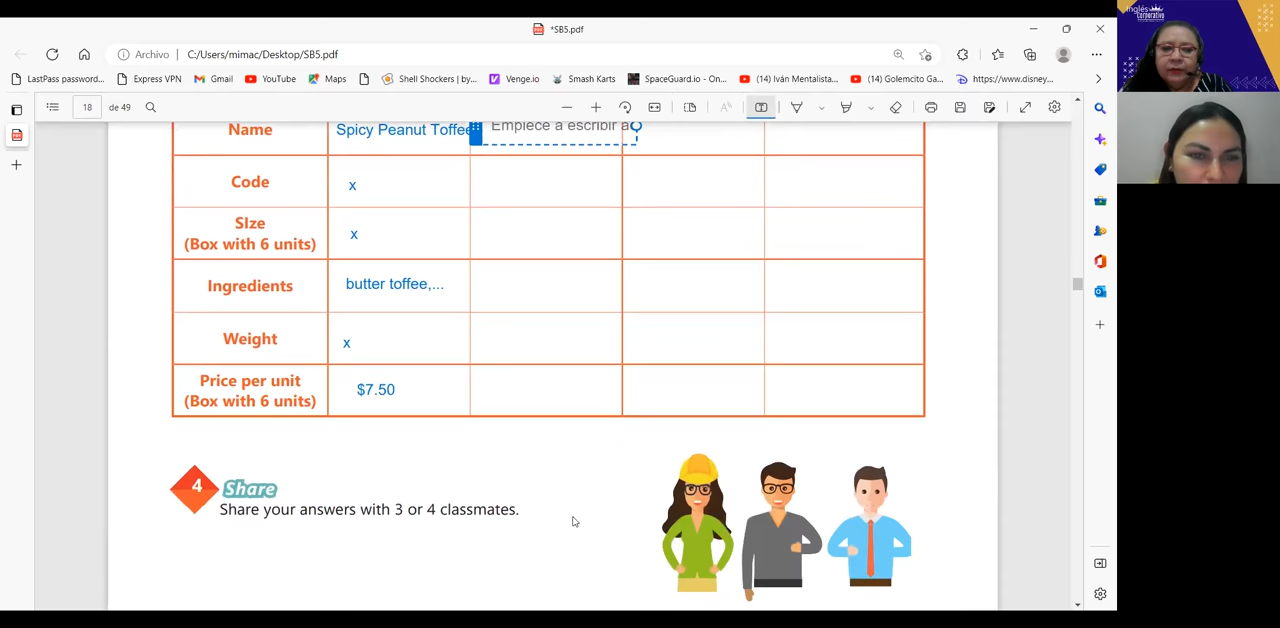 *SB5.pdf
Archivo
C:/Users/mimac/Desktop/SB5.pdf
LastPass password...
Express VPN
Gmail
YouTube
Maps
Shell Shockers | by...
Venge.io
Smash Karts
SpaceGuard.io - On...
(14) Iván Mentalista...
(14) Golemcito Ga...
https://www.disney...
18
de 49
Name
Spicy Peanut Toffee
Empiece a escribir a
Code
x
SIze
(Box with 6 units)
x
Ingredients
butter toffee,...
Weight
x
Price per unit
(Box with 6 units)
$7.50
4
Share
Share your answers with 3 or 4 classmates.
Inglés
Corporativo